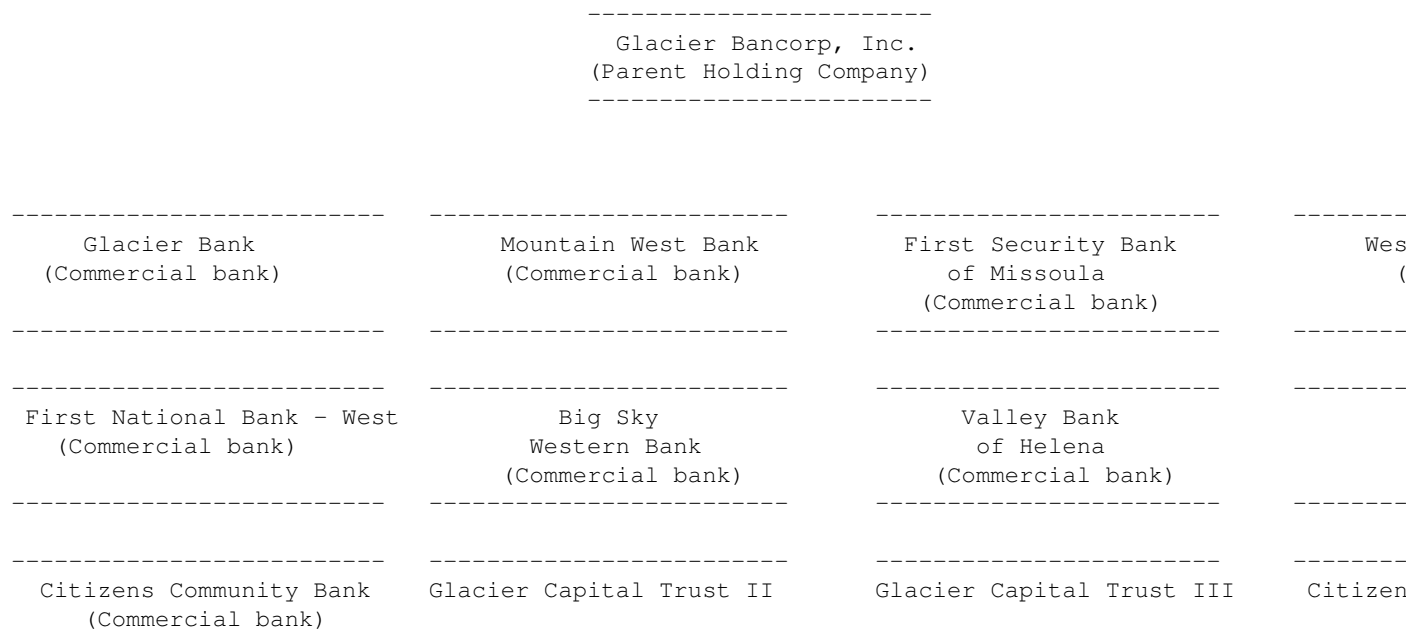 ------------------------
Glacier Bancorp, Inc.
(Parent Holding Company)
------------------------
-------------------------- ------------------------- ------------------------ --------
Glacier Bank Mountain West Bank First Security Bank
(Commercial bank) (Commercial bank) of Missoula (
(Commercial bank)
-------------------------- ------------------------- ------------------------ --------
-------------------------- ------------------------- ------------------------ --------
First National Bank - West Big Sky Valley Bank
(Commercial bank) Western Bank of Helena
(Commercial bank) (Commercial bank)
-------------------------- ------------------------- ------------------------ --------
-------------------------- ------------------------- ------------------------ --------
Citizens Community Bank Glacier Capital Trust II Glacier Capital Trust III
(Commercial bank)